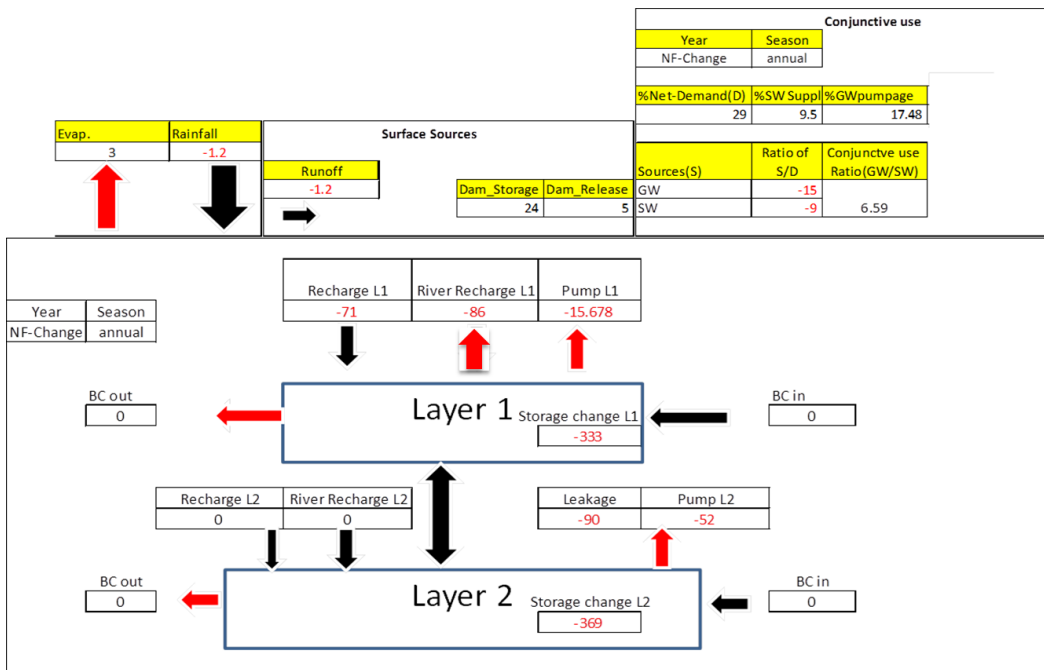 Conjunctive use
Year Season
NF-Change annual
%Net-Demand(D) %SW Suppl %GWpumpage
29 9.5 17.48
Evap. Rainfall
3 -1.2
Surface Sources
Runoff
-1.2
Dam_Storage Dam_Release
24 5
Sources(S) Ratio of S/D Conjunctve use Ratio(GW/SW)
GW -15
SW -9 6.59
Recharge L1 River Recharge L1 Pump L1
-71 -86 -15.678
Year Season
NF-Change annual
BC out
0
Layer 1
Storage change L1
-333
BC in
0
Recharge L2 River Recharge L2
0 0
Leakage Pump L2
-90 -52
BC out
0
Layer 2
Storage change L2
-369
BC in
0